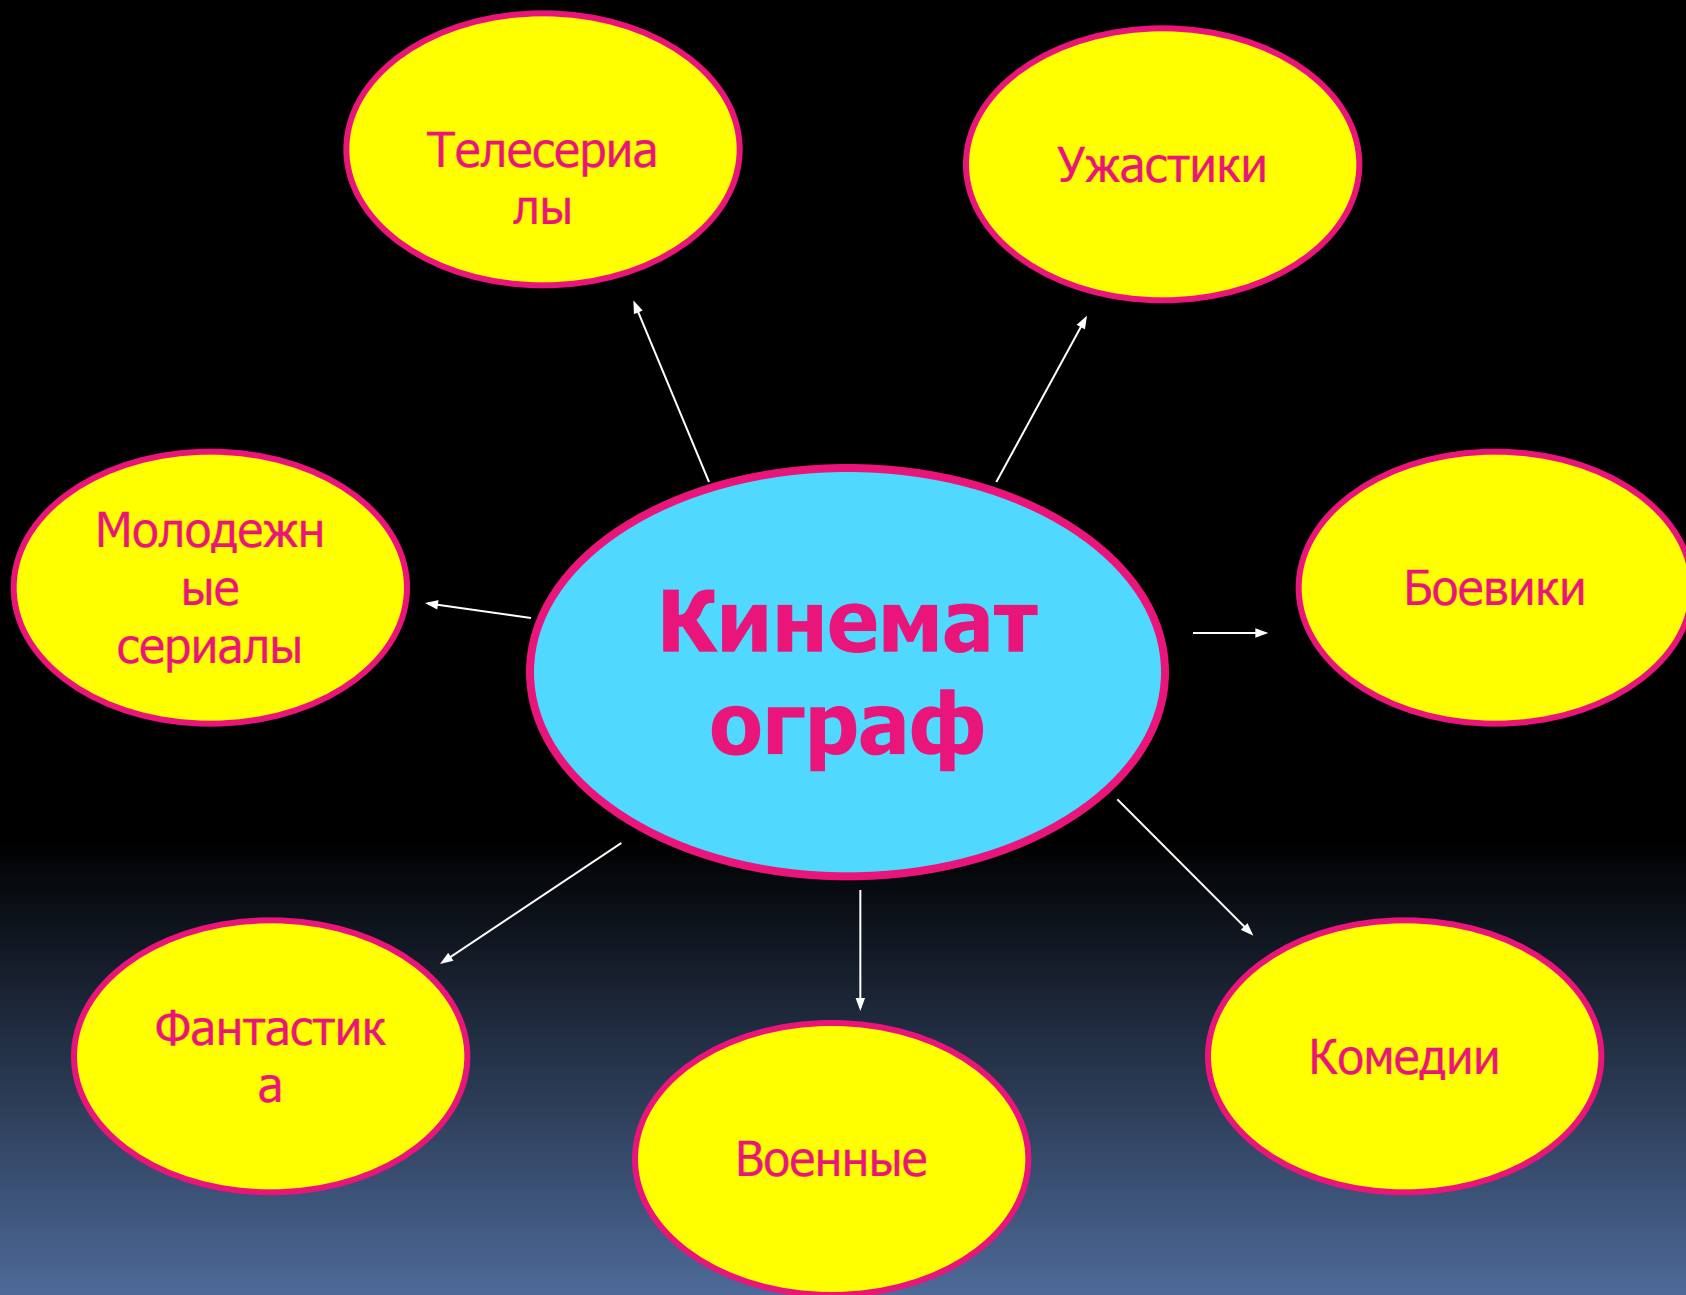 Телесериа
лы
Ужастики
Молодежн
ые
сериалы
Кинемат
ограф
Боевики
Фантастик
а
Военные
Комедии